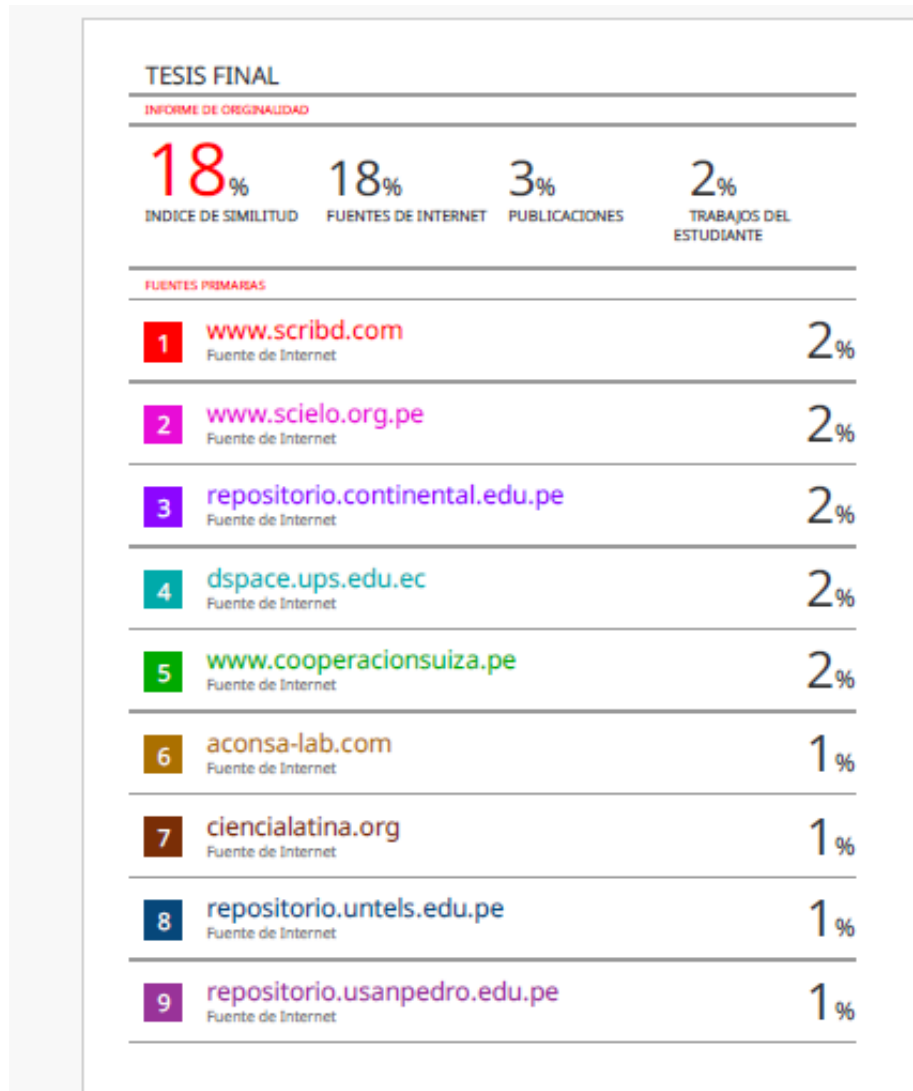 TESIS FINAL
INFORME DE ORIGINALIDAD
18% 18% 3% 2%
INDICE DE SIMILITUD FUENTES DE INTERNET PUBLICACIONES TRABAJOS DEL
ESTUDIANTE
FUENTES PRIMARIAS
1 www.scribd.com 2%
Fuente de Internet
2 www.scielo.org.pe 2%
Fuente de Internet
3 repositorio.continental.edu.pe 2%
Fuente de Internet
4 dspace.ups.edu.ec 2%
Fuente de Internet
5 www.cooperacionsuiza.pe 2%
Fuente de Internet
6 aconsa-lab.com 1%
Fuente de Internet
7 ciencialatina.org 1%
Fuente de Internet
8 repositorio.untels.edu.pe 1%
Fuente de Internet
9 repositorio.usanpedro.edu.pe 1%
Fuente de Internet